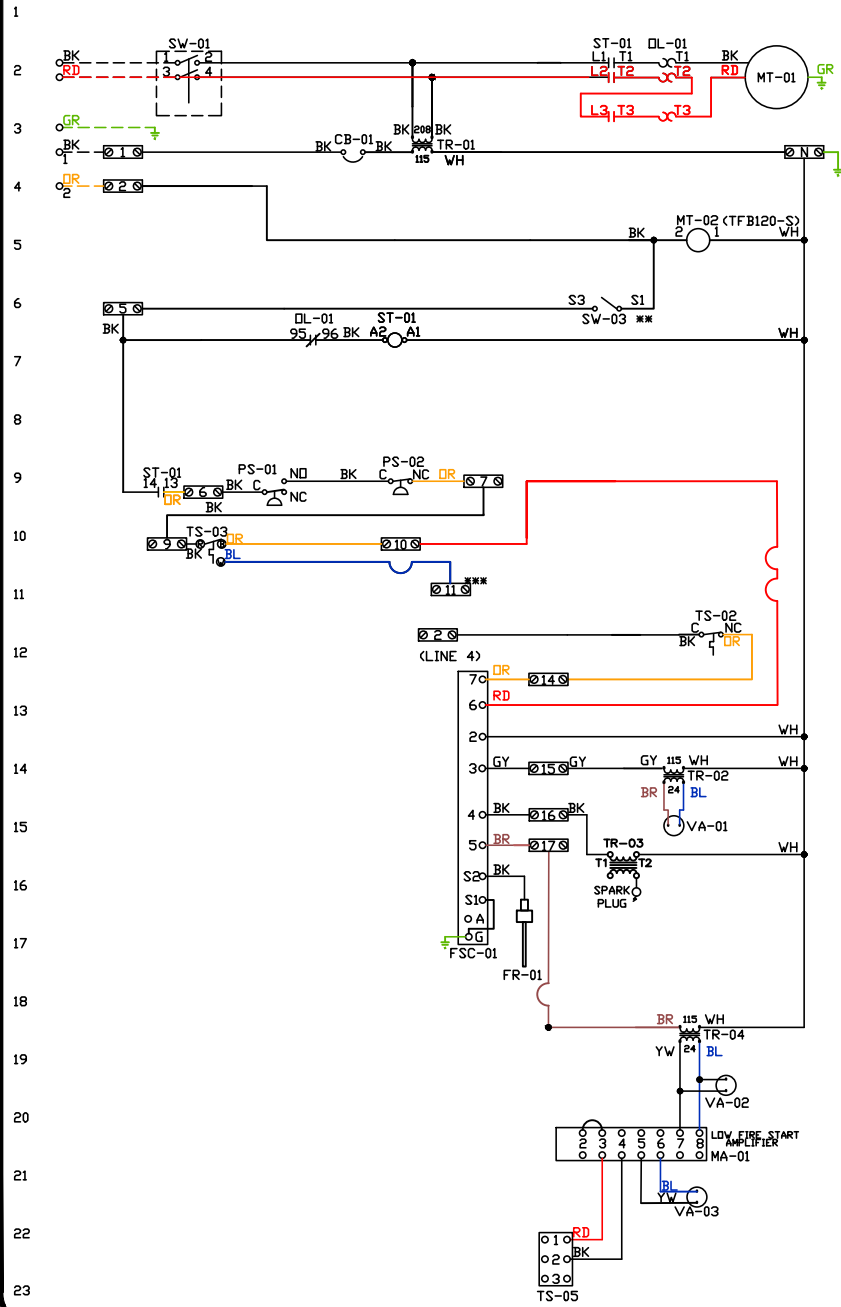 1
SW-01 ST-01 OL-01
BK 1 2 L1 T1 T1 BK
2 RD 3 4 L2 T2 T2 RD MT-01 GR
L3 T3 T3
3 GR
BK 208 BK
BK 1 1 BK CB-01 BK TR-01 N
115 WH
4 OR 2 2
MT-02 (TFB120-S)
5 BK 2 1 WH
6 5 S3 S1
SW-03 **
BK OL-01 ST-01
95 96 BK A2 A1 WH
7
8
PS-02
ST-01 PS-01 NO BK C NC OR 7
9 14 13 OR 6 BK C NC
BK
10 TS-03
9 BK R B OR 10
W BL
11 11 ***
TS-02
2 C NC
BK OR
12 (LINE 4)
7 OR 14
6 RD
13
2 WH
14 3 GY 15 GY GY 115 WH WH
TR-02
BR 24 BL
4 BK 16 BK
15 VA-01
5 BR 17 TR-03 WH
T1 T2
S2 BK
16 SPARK
PLUG
S1
A
17 G
FSC-01
FR-01
18
BR 115 WH
TR-04
19 YW 24 BL
VA-02
20
2 3 4 5 6 7 8 LOW FIRE START
AMPLIFIER
MA-01
21
BL
YW
VA-03
22 1 RD
2 BK
23 3
TS-05